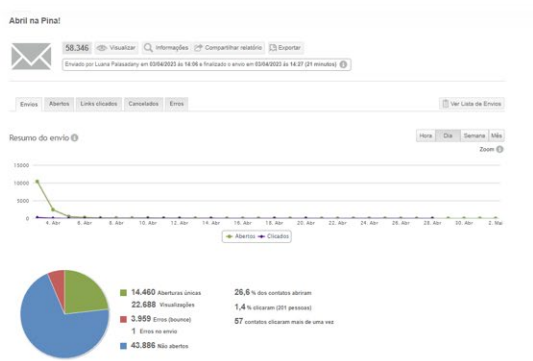 Abril na Pina!
58.346 Visualizar Informações Compartilhar relatório Exportar
Enviado por Luana Palasadany em 03/04/2023 às 14:06 e finalizado o envio em 03/04/2023 às 14:27 (21 minutos)
Envios Abertos Links clicados Cancelados Erros Ver Lista de Envios
Resumo do envio Hora Dia Semana Mês
Zoom
15000
10000
5000
0
4. Abr 6. Abr 8. Abr 10. Abr 12. Abr 14. Abr 16. Abr 18. Abr 20. Abr 22. Abr 24. Abr 26. Abr 28. Abr 30. Abr 2. Mai
Abertos Clicados
14.460 Aberturas únicas 26,6 % dos contatos abriram
22.688 Visualizações 1,4 % clicaram (201 pessoas)
3.959 Erros (bounce) 57 contatos clicaram mais de uma vez
1 Erros no envio
43.886 Não abertos